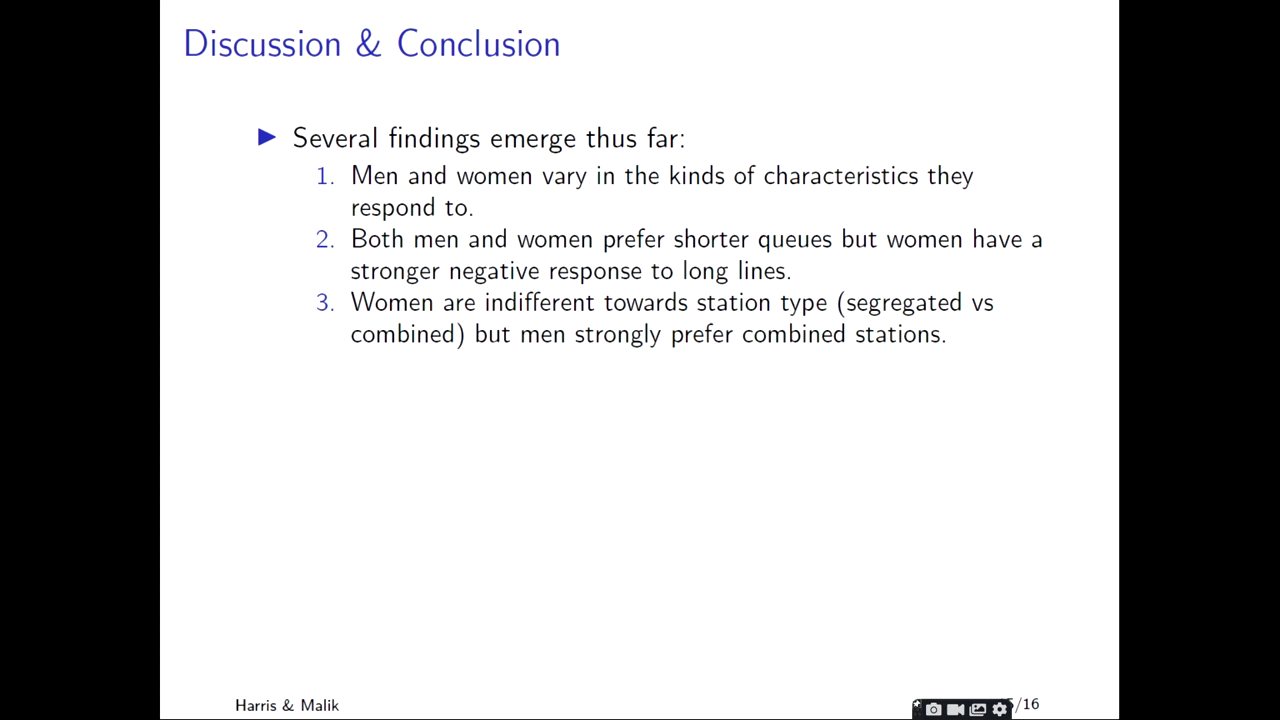 Discussion & Conclusion
Several findings emerge thus far:
1. Men and women vary in the kinds of characteristics they
respond to.
2. Both men and women prefer shorter queues but women have a
stronger negative response to long lines.
3. Women are indifferent towards station type (segregated vs
combined) but men strongly prefer combined stations.
Harris & Malik
/16